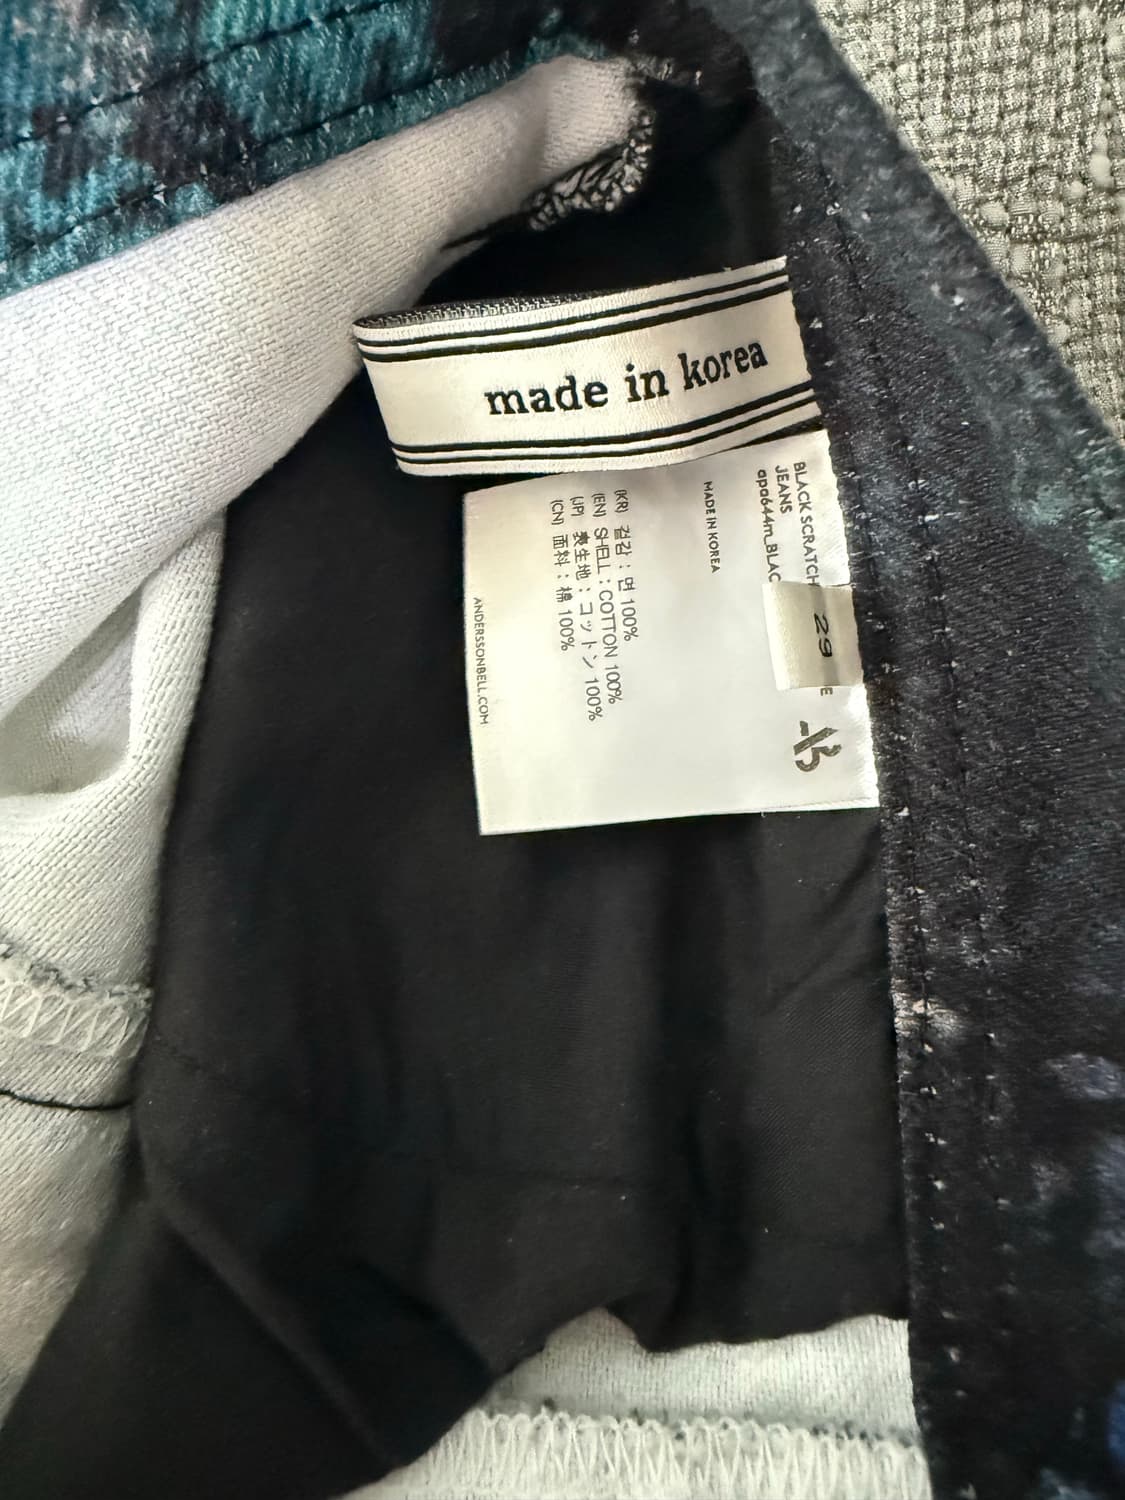 made in korea
BLACK SCRATCH
JEANS
apa644m_BLAC
29
E
MADE IN KOREA
(KR) 겉감 : 면 100%
(EN) SHELL : COTTON 100%
(JP) 表生地 : コットン 100%
(CN) 面料 : 棉 100%
ANDERSSONBELL.COM